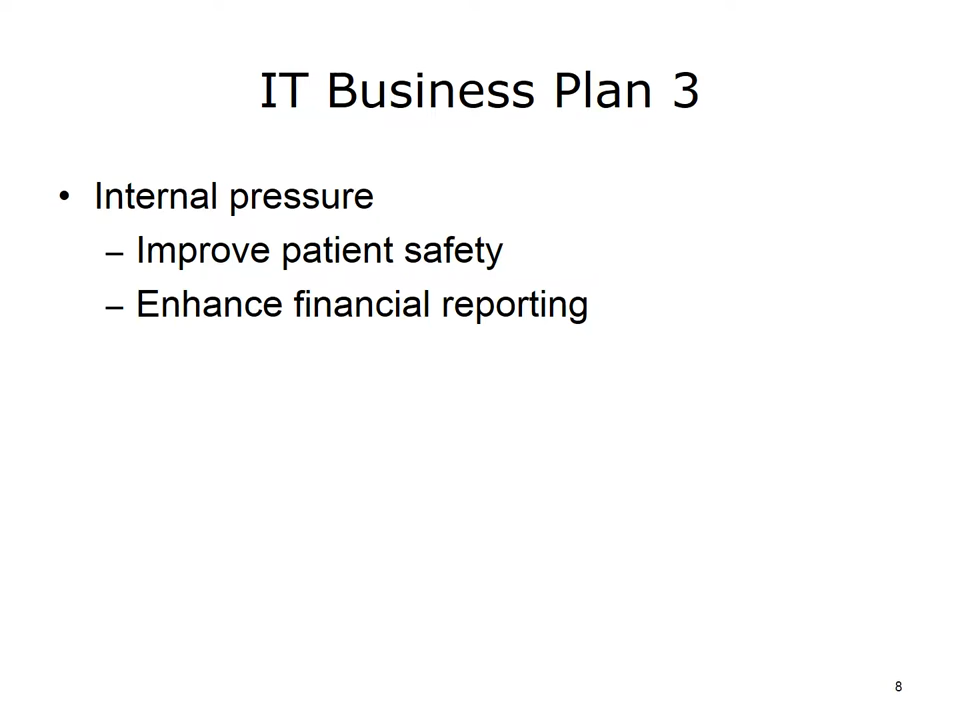 IT Business Plan 3
• Internal pressure
– Improve patient safety
– Enhance financial reporting
8